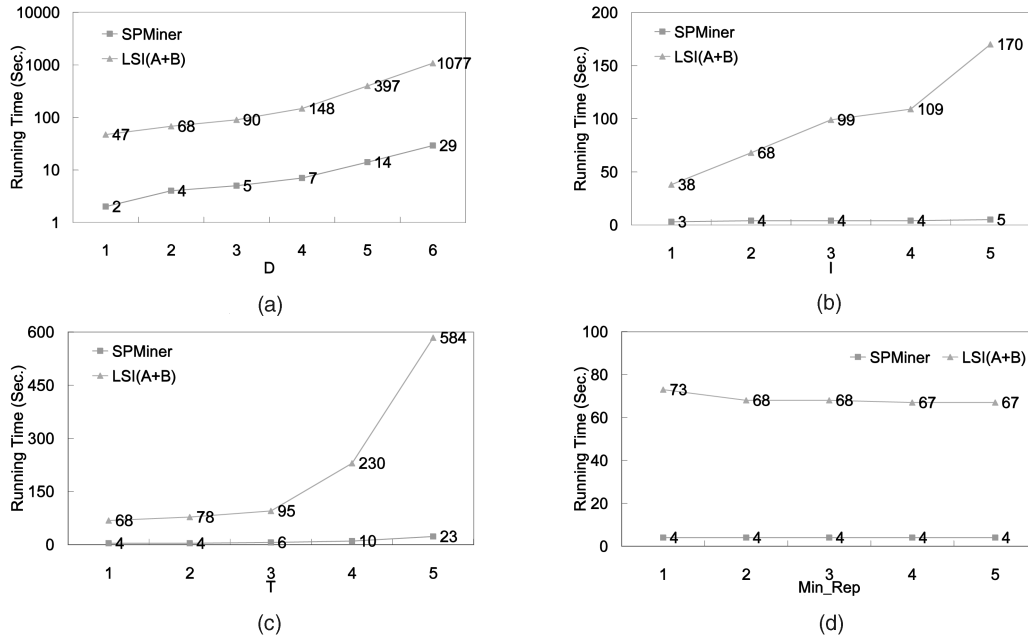 10000
1000
100
10
1
Running Time (Sec.)
SPMiner
LSI(A+B)
47
68
90
148
397
1077
2
4
5
7
14
29
1 2 3 4 5 6
D
(a)
200
150
100
50
0
Running Time (Sec.)
SPMiner
LSI(A+B)
38
68
99
109
170
3
4
4
4
5
1 2 3 4 5
I
(b)
600
450
300
150
0
Running Time (Sec.)
SPMiner
LSI(A+B)
68
78
95
230
584
4
4
6
10
23
1 2 3 4 5
T
(c)
100
80
60
40
20
0
Running Time (Sec.)
SPMiner LSI(A+B)
73
68
68
67
67
4
4
4
4
4
1 2 3 4 5
Min_Rep
(d)